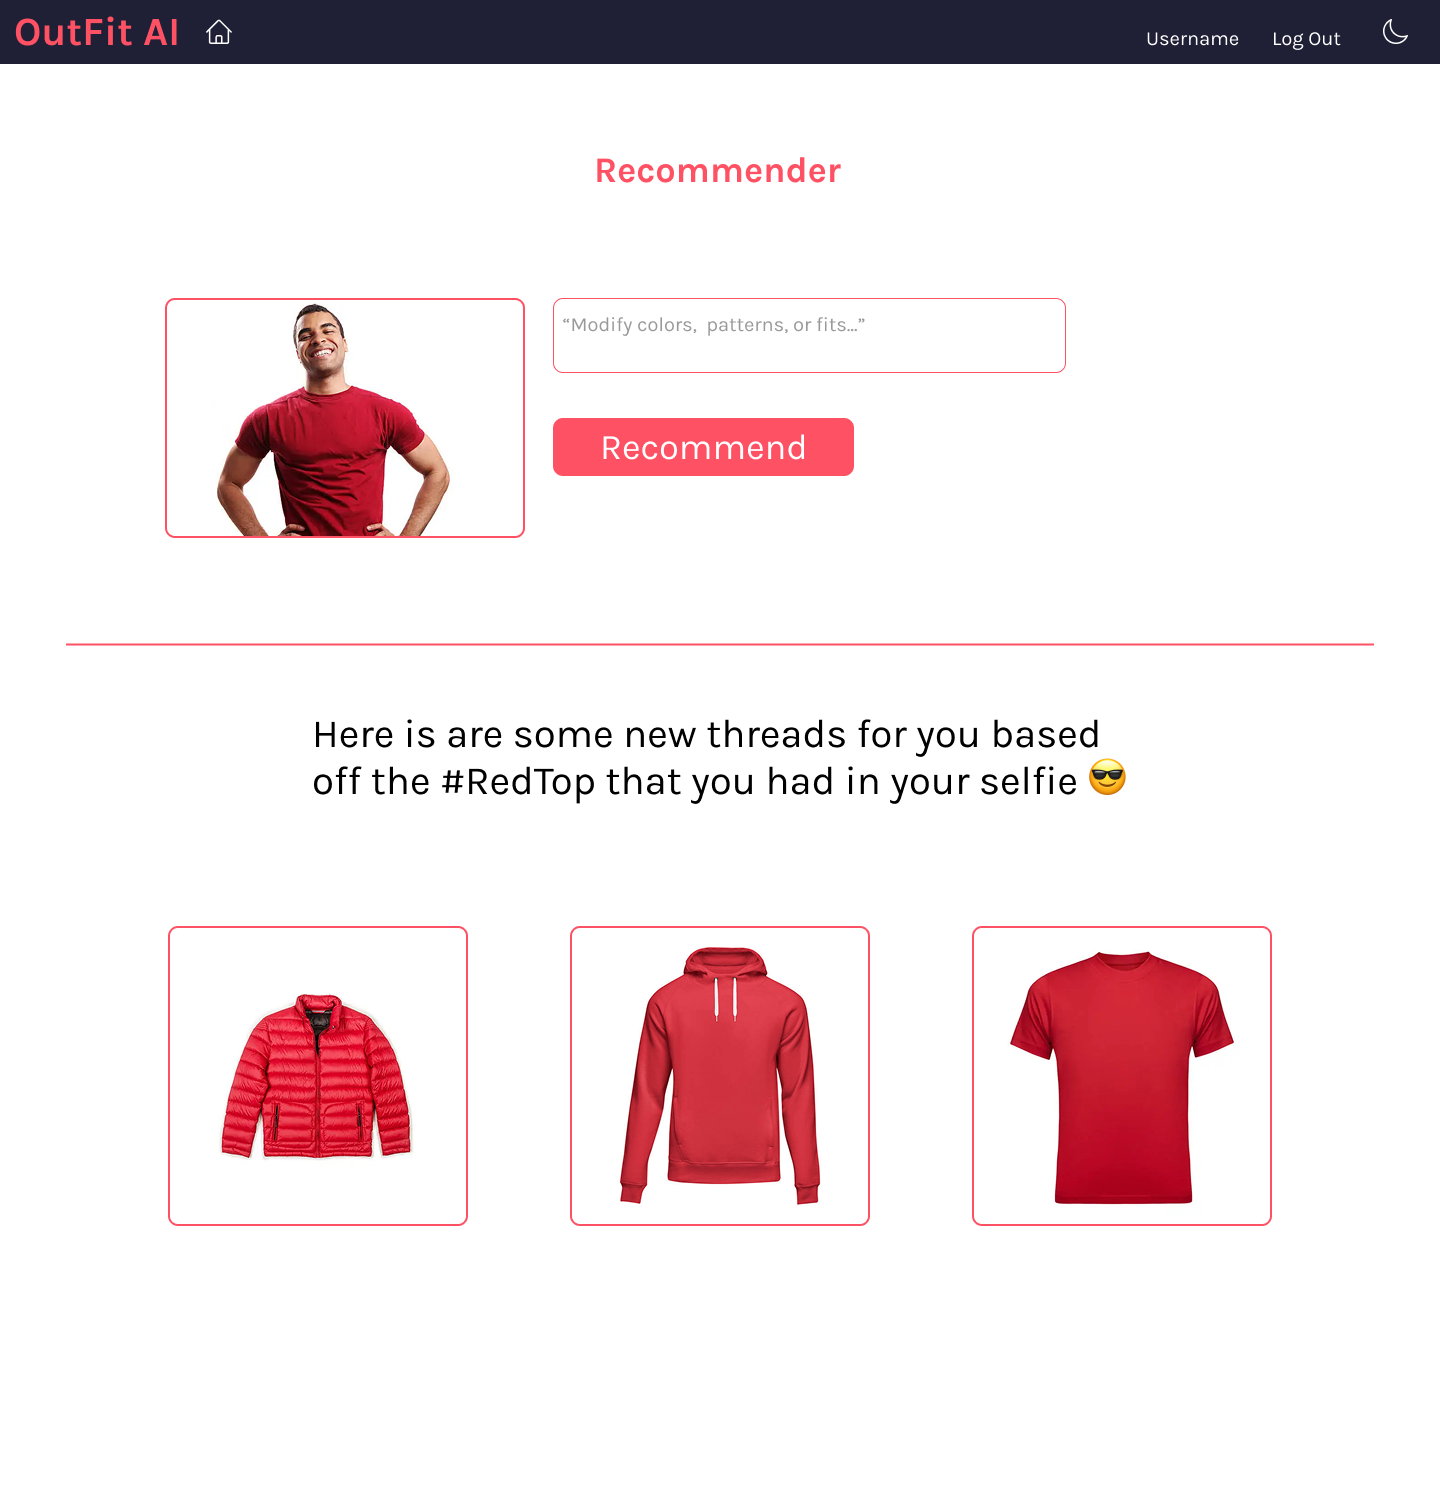 OutFit AI
Username
Log Out
Recommender
“Modify colors,  patterns, or fits...”
Recommend
Here is are some new threads for you based
off the #RedTop that you had in your selfie 😎